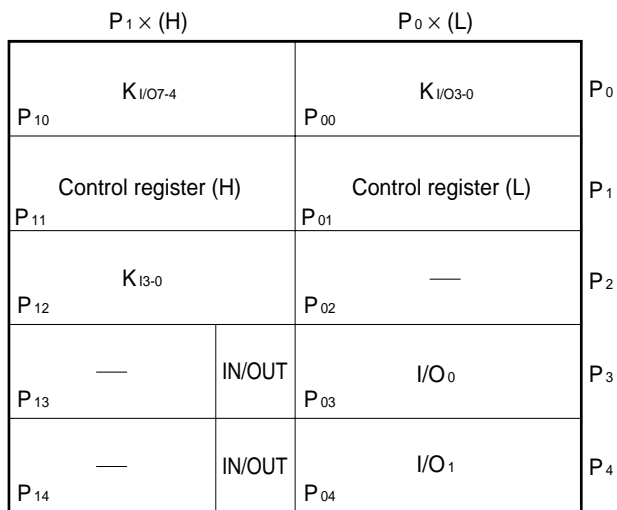 P1 × (H) P0 × (L)
KI/O7-4 KI/O3-0 P0
P10 P00
Control register (H) Control register (L) P1
P11 P01
KI3-0 — P2
P12 P02
— IN/OUT I/O0 P3
P13 P03
— IN/OUT I/O1 P4
P14 P04